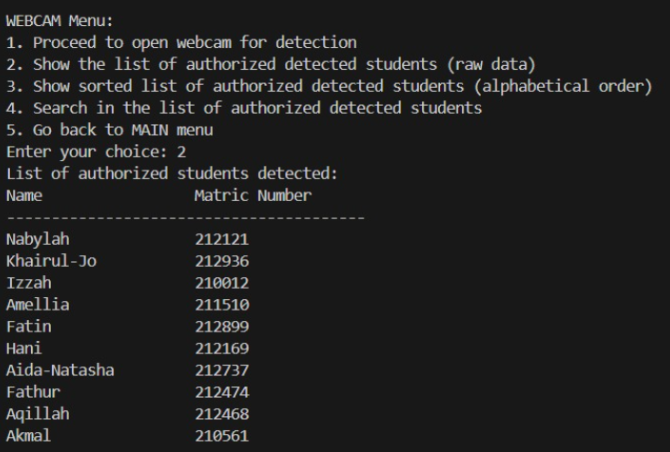 WEBCAM Menu:
1. Proceed to open webcam for detection
2. Show the list of authorized detected students (raw data)
3. Show sorted list of authorized detected students (alphabetical order)
4. Search in the list of authorized detected students
5. Go back to MAIN menu
Enter your choice: 2
List of authorized students detected:
Name Matric Number
----------------------------------------
Nabylah 212121
Khairul-Jo 212936
Izzah 210012
Amellia 211510
Fatin 212899
Hani 212169
Aida-Natasha 212737
Fathur 212474
Aqillah 212468
Akmal 210561